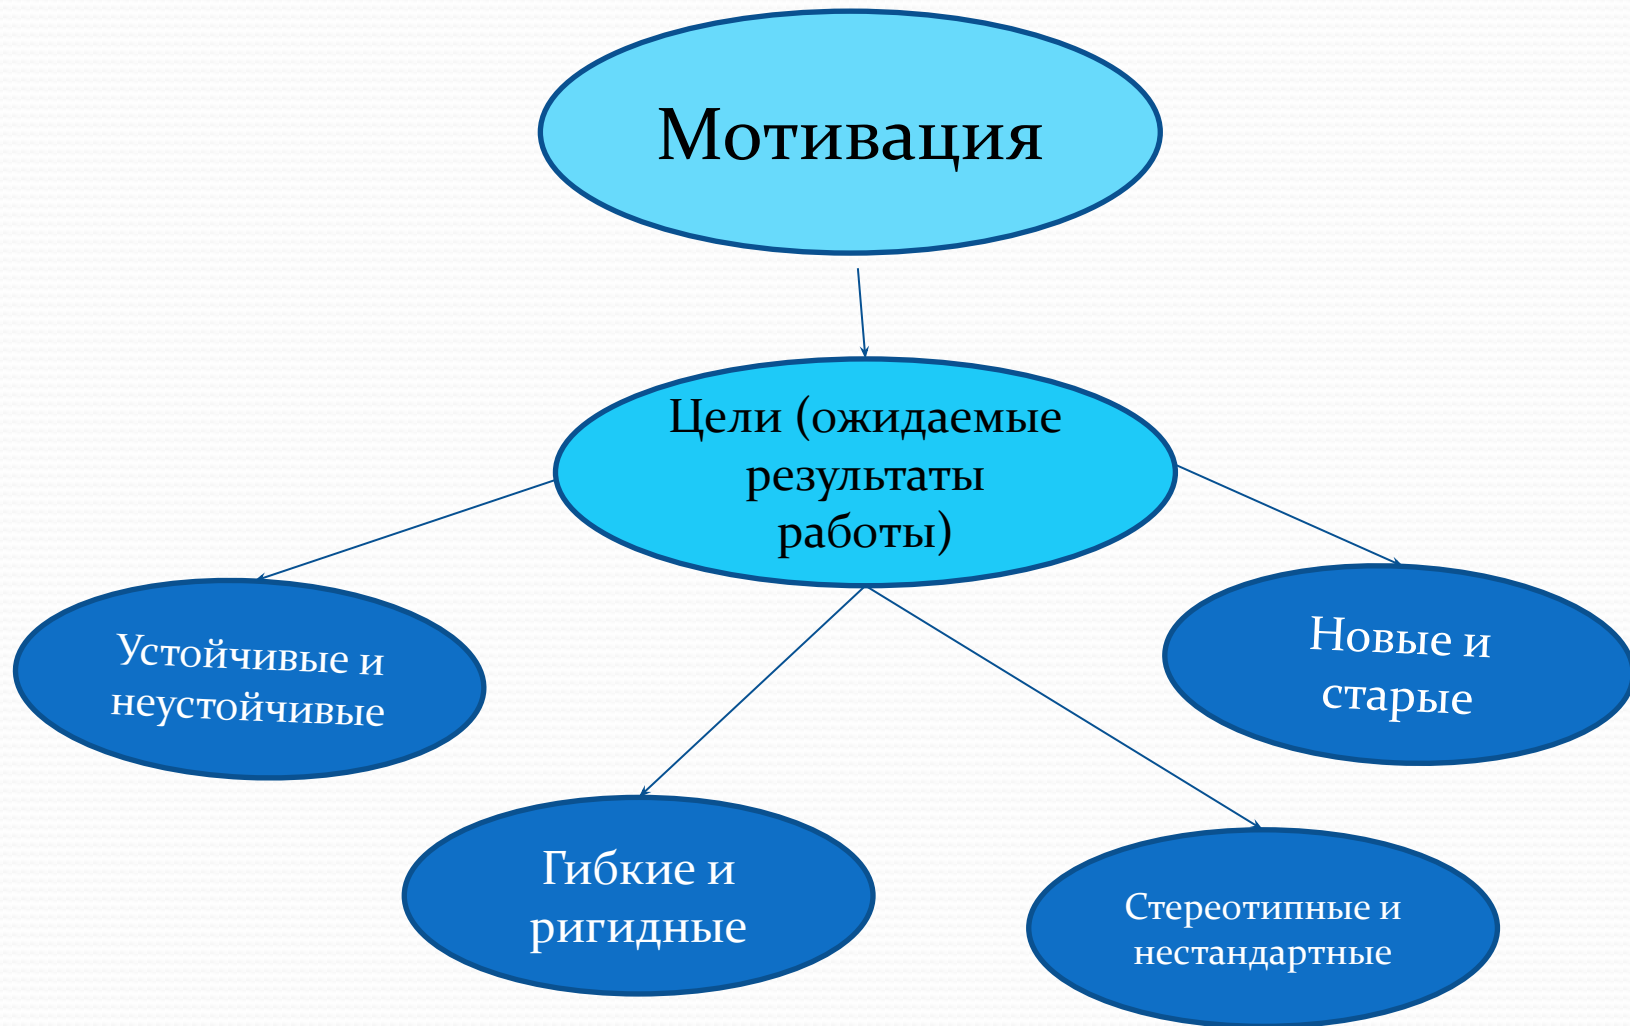 Мотивация
Цели (ожидаемые
результаты
работы)
Устойчивые и
неустойчивые
Новые и
старые
Гибкие и
ригидные
Стереотипные и
нестандартные